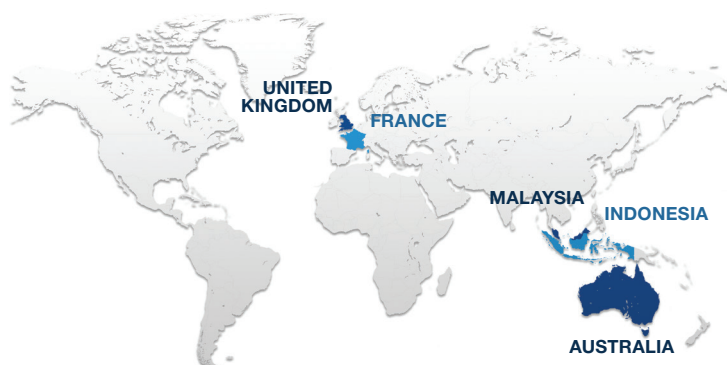 UNITED
KINGDOM
FRANCE
MALAYSIA
INDONESIA
AUSTRALIA